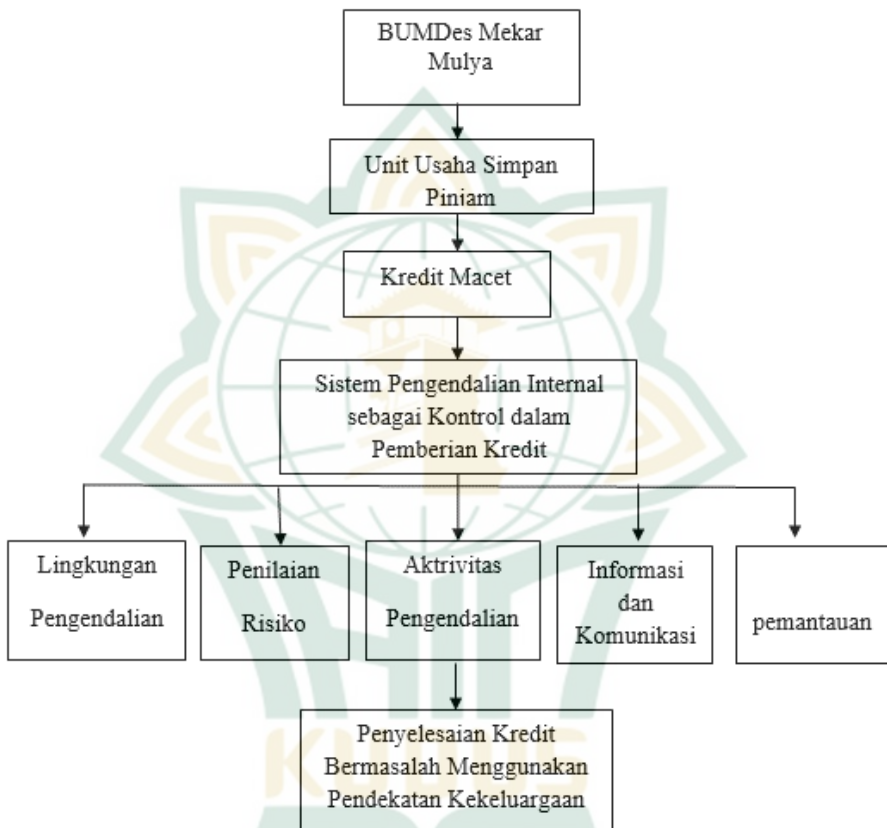 BUMDes Mekar
Mulya
Unit Usaha Simpan
Pinjam
Kredit Macet
Sistem Pengendalian Internal
sebagai Kontrol dalam
Pemberian Kredit
Lingkungan
Pengendalian
Penilaian
Risiko
Aktrivitas
Pengendalian
Informasi
dan
Komunikasi
pemantauan
Penyelesaian Kredit
Bermasalah Menggunakan
Pendekatan Kekeluargaan
KUDUS